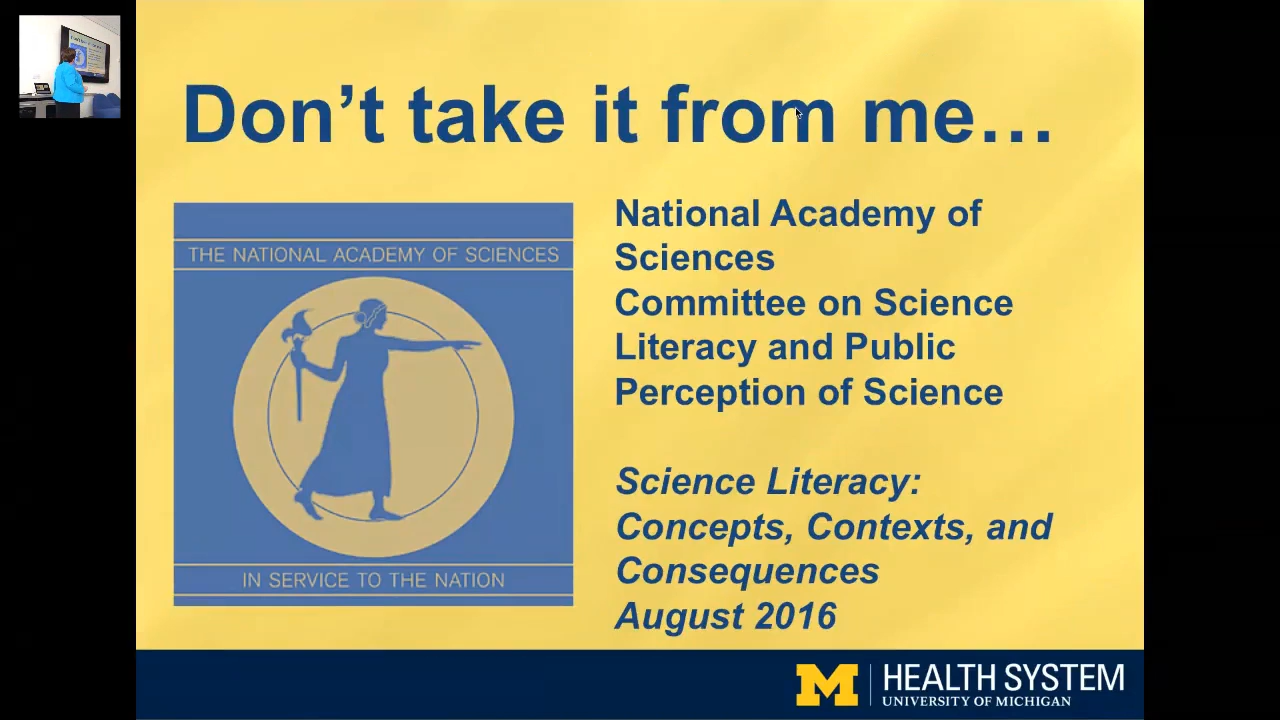 Don't take it from me…
THE NATIONAL ACADEMY OF SCIENCES
IN SERVICE TO THE NATION
National Academy of
Sciences
Committee on Science
Literacy and Public
Perception of Science
Science Literacy:
Concepts, Contexts, and
Consequences
August 2016
M HEALTH SYSTEM
UNIVERSITY OF MICHIGAN